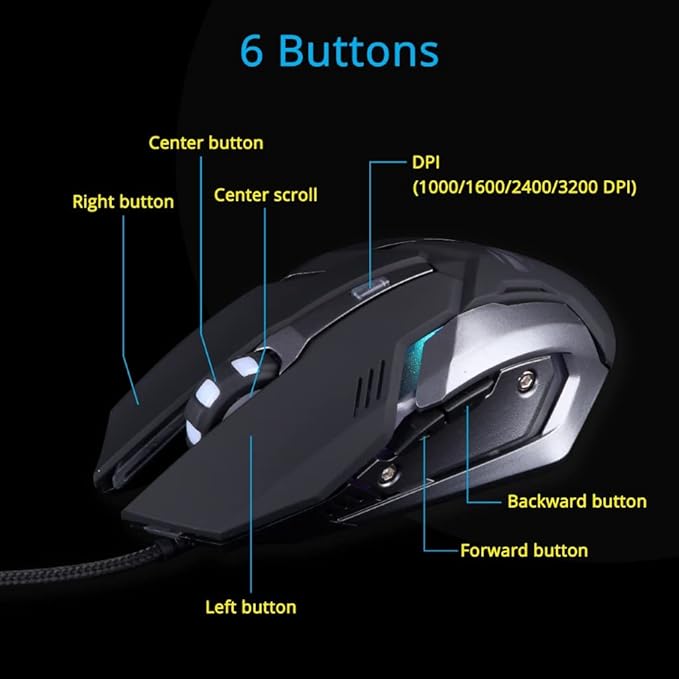 6 Buttons
Center button
DPI
(1000/1600/2400/3200 DPI)
Right button
Center scroll
Backward button
Forward button
Left button